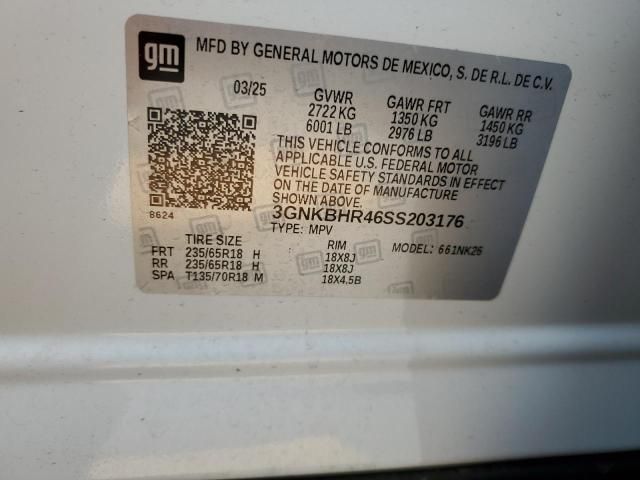 gm
MFD BY GENERAL MOTORS DE MEXICO, S. DE R.L. DE C.V.
03/25 GVWR GAWR FRT GAWR RR
2722 KG 1350 KG 1450 KG
6001 LB 2976 LB 3196 LB
THIS VEHICLE CONFORMS TO ALL
APPLICABLE U.S. FEDERAL MOTOR
VEHICLE SAFETY STANDARDS IN EFFECT
ON THE DATE OF MANUFACTURE
SHOWN ABOVE.
3GNKBHR46SS203176
8624
TYPE: MPV
TIRE SIZE RIM MODEL: 661NK26
FRT 235/65R18 H 18X8J
RR 235/65R18 H 18X8J
SPA T135/70R18 M 18X4.5B